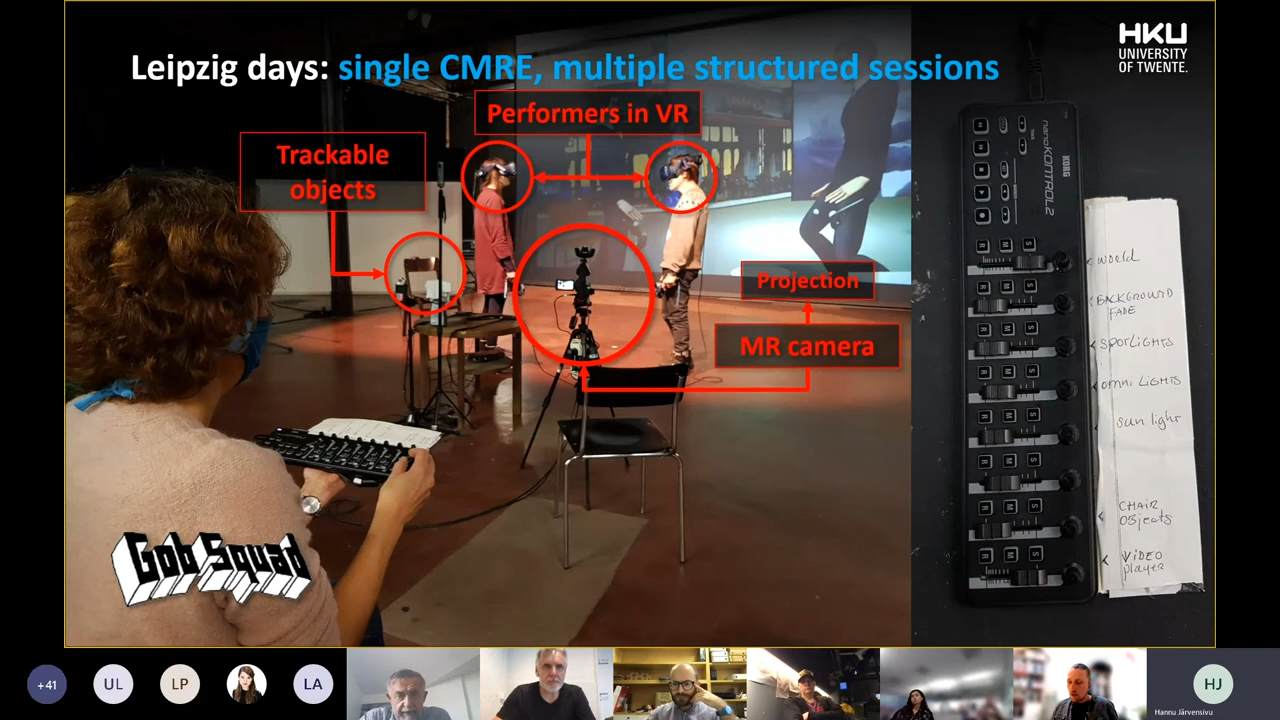 Leipzig days: single CMRE, multiple structured sessions
HKU
UNIVERSITY
OF TWENTE.
Performers in VR
Trackable
objects
Projection
MR camera
Gob Squad
nanoKONTROL2
KORG
world
BACKGROUND
FADE
SPOTLIGHTS
omni LIGHTS
sun light
CHAIR
OBjects
ViDEO
player
+41
UL
LP
LA
HJ
Hannu Järvensivu